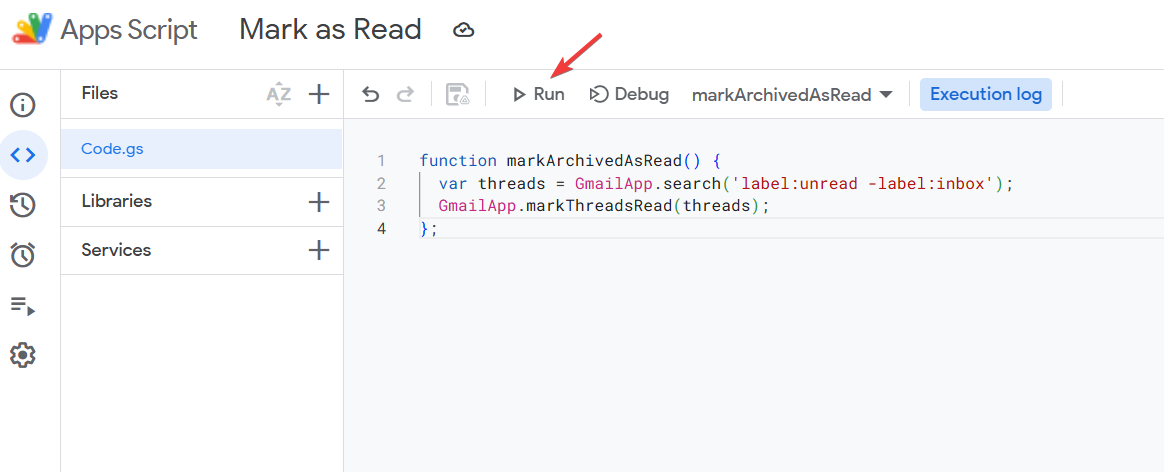 Apps Script Mark as Read
Files AZ Run Debug markArchivedAsRead Execution log
Code.gs
Libraries
Services
1 function markArchivedAsRead() {
2 var threads = GmailApp.search('label:unread -label:inbox');
3 GmailApp.markThreadsRead(threads);
4 };